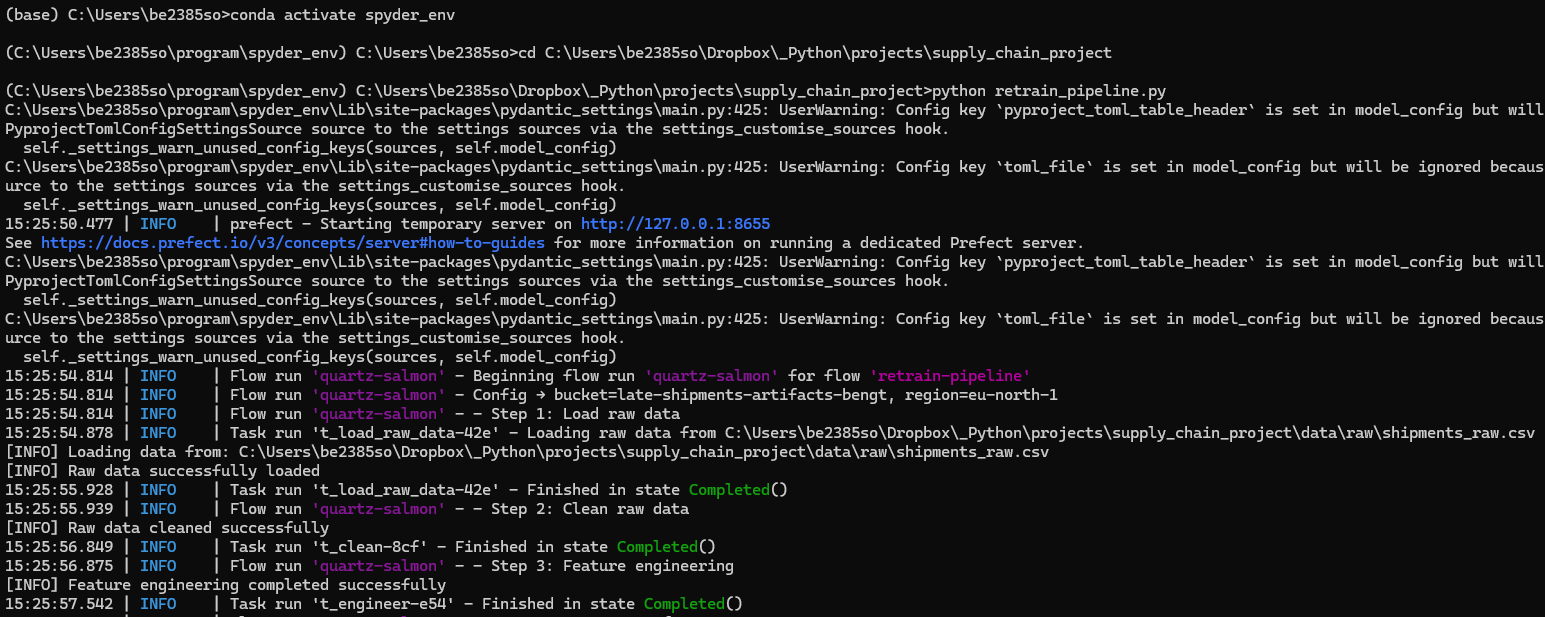 (base) C:\Users\be2385so>conda activate spyder_env
(C:\Users\be2385so\program\spyder_env) C:\Users\be2385so>cd C:\Users\be2385so\Dropbox\_Python\projects\supply_chain_project
(C:\Users\be2385so\program\spyder_env) C:\Users\be2385so\Dropbox\_Python\projects\supply_chain_project>python retrain_pipeline.py
C:\Users\be2385so\program\spyder_env\Lib\site-packages\pydantic_settings\main.py:425: UserWarning: Config key `pyproject_toml_table_header` is set in model_config but will
PyprojectTomlConfigSettingsSource source to the settings sources via the settings_customise_sources hook.
  self._settings_warn_unused_config_keys(sources, self.model_config)
C:\Users\be2385so\program\spyder_env\Lib\site-packages\pydantic_settings\main.py:425: UserWarning: Config key `toml_file` is set in model_config but will be ignored becaus
urce to the settings sources via the settings_customise_sources hook.
  self._settings_warn_unused_config_keys(sources, self.model_config)
15:25:50.477 | INFO    | prefect - Starting temporary server on http://127.0.0.1:8655
See https://docs.prefect.io/v3/concepts/server#how-to-guides for more information on running a dedicated Prefect server.
C:\Users\be2385so\program\spyder_env\Lib\site-packages\pydantic_settings\main.py:425: UserWarning: Config key `pyproject_toml_table_header` is set in model_config but will
PyprojectTomlConfigSettingsSource source to the settings sources via the settings_customise_sources hook.
  self._settings_warn_unused_config_keys(sources, self.model_config)
C:\Users\be2385so\program\spyder_env\Lib\site-packages\pydantic_settings\main.py:425: UserWarning: Config key `toml_file` is set in model_config but will be ignored becaus
urce to the settings sources via the settings_customise_sources hook.
  self._settings_warn_unused_config_keys(sources, self.model_config)
15:25:54.814 | INFO    | Flow run 'quartz-salmon' - Beginning flow run 'quartz-salmon' for flow 'retrain-pipeline'
15:25:54.814 | INFO    | Flow run 'quartz-salmon' - Config → bucket=late-shipments-artifacts-bengt, region=eu-north-1
15:25:54.814 | INFO    | Flow run 'quartz-salmon' - - Step 1: Load raw data
15:25:54.878 | INFO    | Task run 't_load_raw_data-42e' - Loading raw data from C:\Users\be2385so\Dropbox\_Python\projects\supply_chain_project\data\raw\shipments_raw.csv
[INFO] Loading data from: C:\Users\be2385so\Dropbox\_Python\projects\supply_chain_project\data\raw\shipments_raw.csv
[INFO] Raw data successfully loaded
15:25:55.928 | INFO    | Task run 't_load_raw_data-42e' - Finished in state Completed()
15:25:55.939 | INFO    | Flow run 'quartz-salmon' - - Step 2: Clean raw data
[INFO] Raw data cleaned successfully
15:25:56.849 | INFO    | Task run 't_clean-8cf' - Finished in state Completed()
15:25:56.875 | INFO    | Flow run 'quartz-salmon' - - Step 3: Feature engineering
[INFO] Feature engineering completed successfully
15:25:57.542 | INFO    | Task run 't_engineer-e54' - Finished in state Completed()